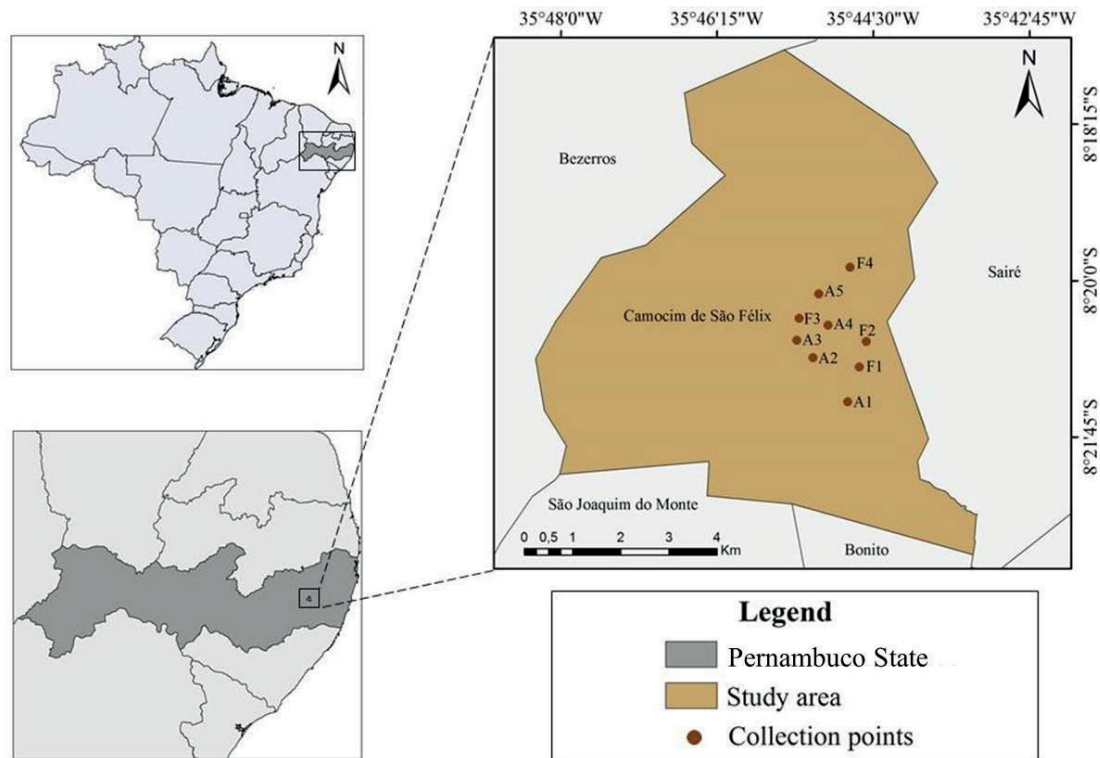 35°48'0"W
35°46'15"W
35°44'30"W
35°42'45"W
N
N
8°18'15"S
Bezerros
F4
Sairé
8°20'0"S
A5
Camocim de São Félix
F3
A4
F2
A3
A2
F1
A1
8°21'45"S
São Joaquim do Monte
Bonito
0 0,5 1 2 3 4
Km
Legend
Pernambuco State
Study area
Collection points